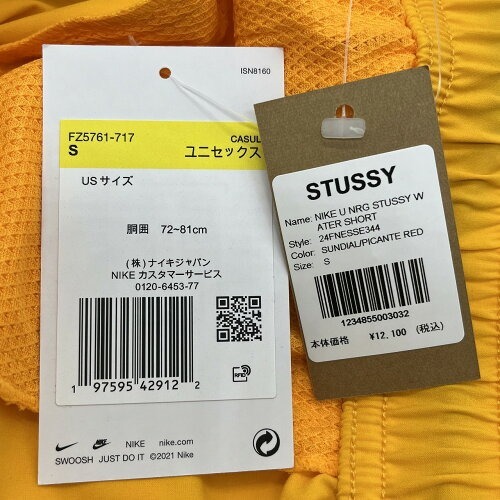 ISN8160
FZ5761-717
CASUAL
S
ユニセックス
USサイズ
胴囲 72~81cm
(株)ナイキジャパン
NIKE カスタマーサービス
0120-6453-77
1 97595 42912 2
RFID
NIKE nike.com
SWOOSH JUST DO IT ©2021 Nike
STUSSY
Name: NIKE U NRG STUSSY W
ATER SHORT
Style: 24FNESSE344
Color: SUNDIAL/PICANTE RED
Size: S
1234855003032
本体価格 ¥12,100 (税込)